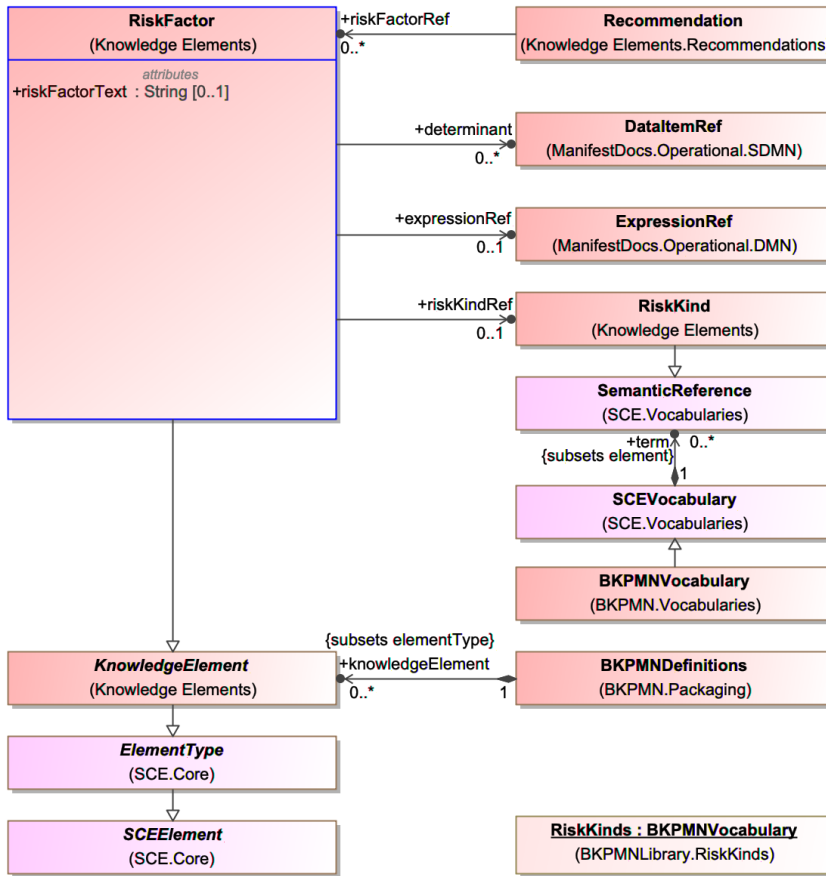 RiskFactor
(Knowledge Elements)
attributes
+riskFactorText : String [0..1]
+riskFactorRef
0..*
Recommendation
(Knowledge Elements.Recommendations
+determinant
0..*
DataItemRef
(ManifestDocs.Operational.SDMN)
+expressionRef
0..1
ExpressionRef
(ManifestDocs.Operational.DMN)
+riskKindRef
0..1
RiskKind
(Knowledge Elements)
SemanticReference
(SCE.Vocabularies)
+term
0..*
{subsets element}
1
SCEVocabulary
(SCE.Vocabularies)
BKPMNVocabulary
(BKPMN.Vocabularies)
{subsets elementType}
+knowledgeElement
0..*
1
KnowledgeElement
(Knowledge Elements)
BKPMNDefinitions
(BKPMN.Packaging)
ElementType
(SCE.Core)
SCEElement
(SCE.Core)
RiskKinds : BKPMNVocabulary
(BKPMNLibrary.RiskKinds)